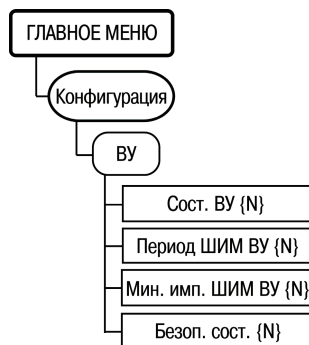 ГЛАВНОЕ МЕНЮ
Конфигурация
ВУ
Сост. ВУ {N}
Период ШИМ ВУ {N}
Мин. имп. ШИМ ВУ {N}
Безоп. сост. {N}